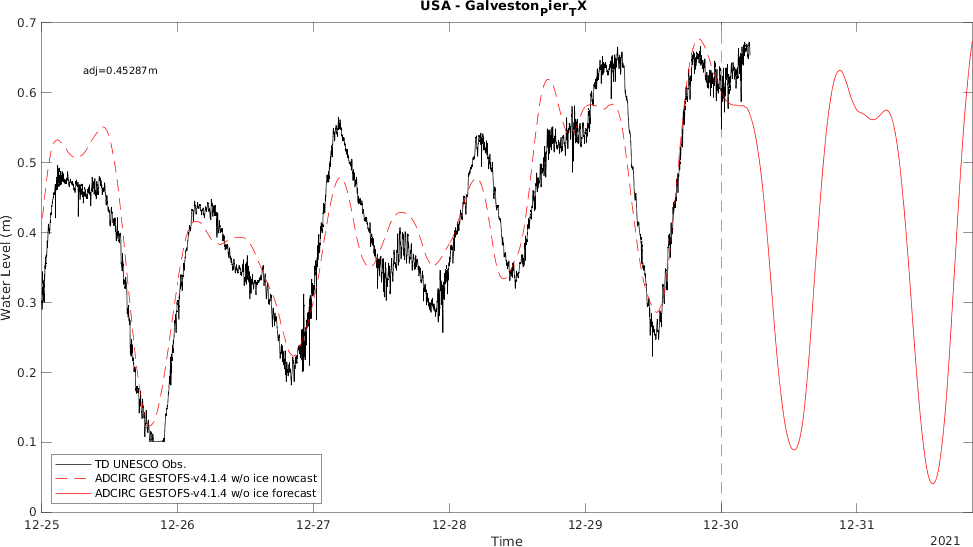 USA - GalvestonPierTX
0.7
adj=0.45287m
0.6
0.5
0.4
Water Level (m)
0.3
0.2
0.1
TD UNESCO Obs.
ADCIRC GESTOFS-v4.1.4 w/o ice nowcast
ADCIRC GESTOFS-v4.1.4 w/o ice forecast
0
12-25 12-26 12-27 12-28 12-29 12-30 12-31
Time
2021